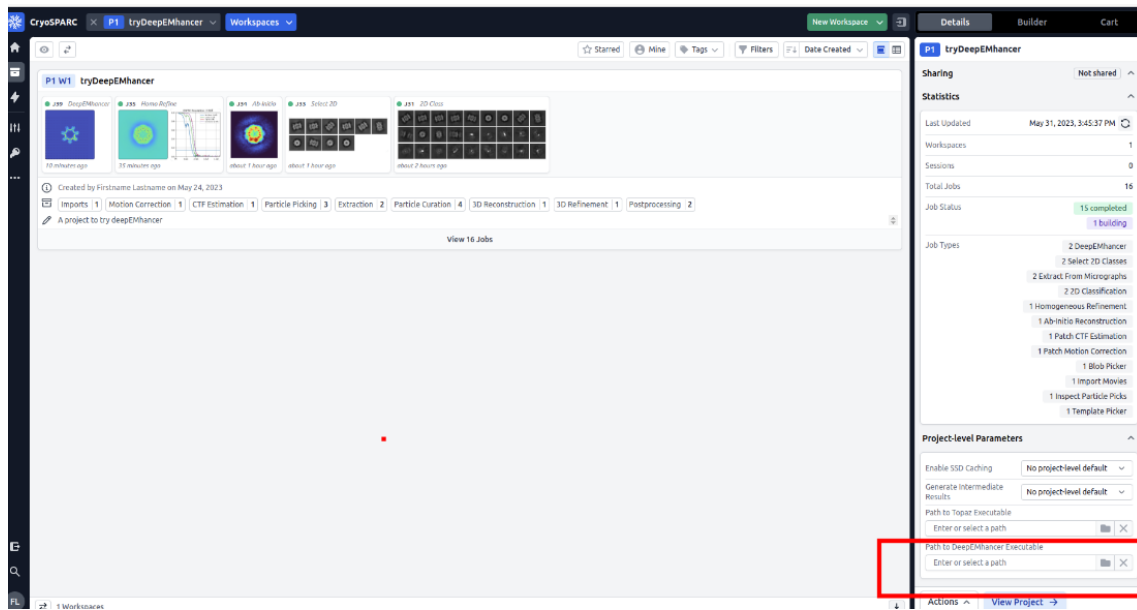 CryoSPARC P1 tryDeepEMhancer Workspaces New Workspace
Starred Mine Tags Filters Date Created
P1 W1 tryDeepEMhancer
J59 DeepEMhancer J55 Homo Refine J54 Ab-Initio J53 Select 2D J51 2D Class
10 minutes ago 35 minutes ago about 1 hour ago about 1 hour ago about 2 hours ago
Created by Firstname Lastname on May 24, 2023
Imports 1 Motion Correction 1 CTF Estimation 1 Particle Picking 3 Extraction 2 Particle Curation 4 3D Reconstruction 1 3D Refinement 1 Postprocessing 2
A project to try deepEMhancer
View 16 Jobs
FL 1 Workspaces
Details Builder Cart
P1 tryDeepEMhancer
Sharing Not shared
Statistics
Last Updated May 31, 2023, 3:45:37 PM
Workspaces 1
Sessions 0
Total Jobs 16
Job Status 15 completed
1 building
Job Types 2 DeepEMhancer
2 Select 2D Classes
2 Extract From Micrographs
2 2D Classification
1 Homogeneous Refinement
1 Ab-Initio Reconstruction
1 Patch CTF Estimation
1 Patch Motion Correction
1 Blob Picker
1 Import Movies
1 Inspect Particle Picks
1 Template Picker
Project-level Parameters
Enable SSD Caching No project-level default
Generate Intermediate Results No project-level default
Path to Topaz Executable
Enter or select a path
Path to DeepEMhancer Executable
Enter or select a path
Actions View Project